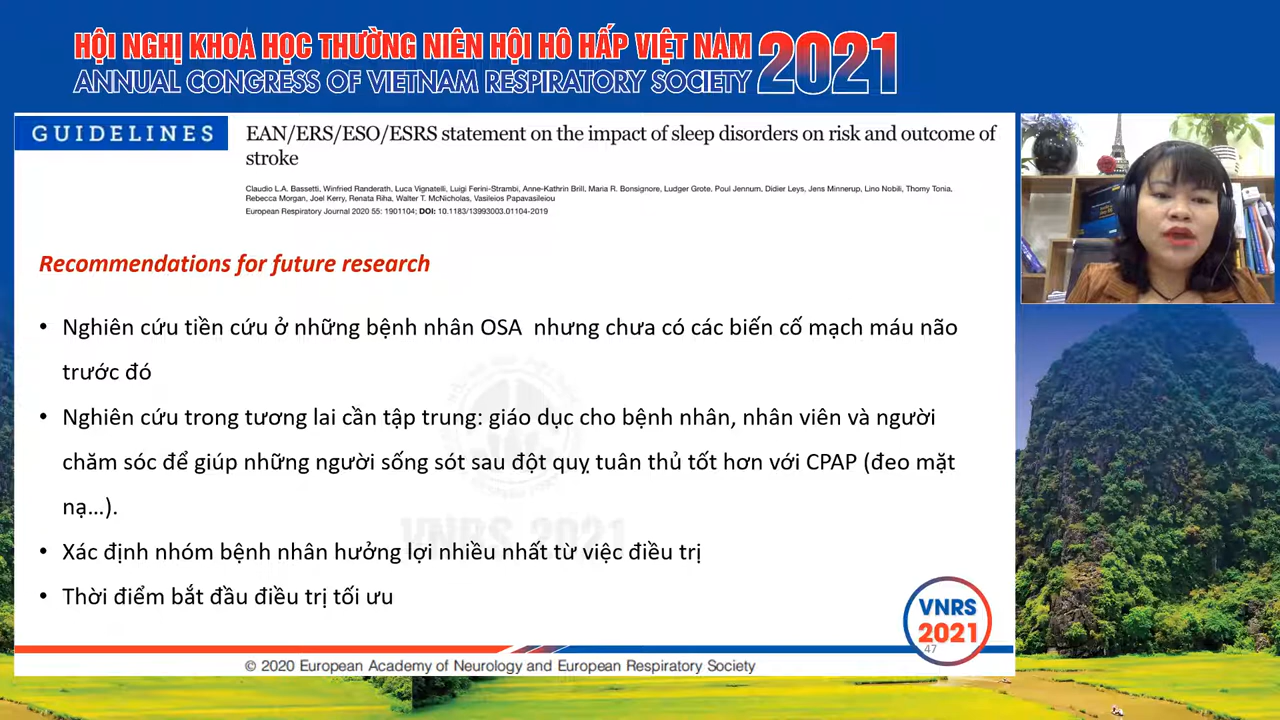 HỘI NGHỊ KHOA HỌC THƯỜNG NIÊN HỘI HÔ HẤP VIỆT NAM 2021
ANNUAL CONGRESS OF VIETNAM RESPIRATORY SOCIETY
GUIDELINES
EAN/ERS/ESO/ESRS statement on the impact of sleep disorders on risk and outcome of
stroke
Claudio L.A. Bassetti, Winfried Randerath, Luca Vignatelli, Luigi Ferini-Strambi, Anne-Kathrin Brill, Maria R. Bonsignore, Ludger Grote, Poul Jennum, Didier Leys, Jens Minnerup, Lino Nobili, Thomy Tonia,
Rebecca Morgan, Joel Kerry, Renata Riha, Walter T. McNicholas, Vasileios Papavasileiou
European Respiratory Journal 2020 55: 1901104; DOI: 10.1183/13993003.01104-2019
Recommendations for future research
• Nghiên cứu tiền cứu ở những bệnh nhân OSA nhưng chưa có các biến cố mạch máu não
trước đó
• Nghiên cứu trong tương lai cần tập trung: giáo dục cho bệnh nhân, nhân viên và người
chăm sóc để giúp những người sống sót sau đột quỵ tuân thủ tốt hơn với CPAP (đeo mặt
nạ...).
• Xác định nhóm bệnh nhân hưởng lợi nhiều nhất từ việc điều trị
• Thời điểm bắt đầu điều trị tối ưu
VNRS 2021
VNRS
2021
47
© 2020 European Academy of Neurology and European Respiratory Society